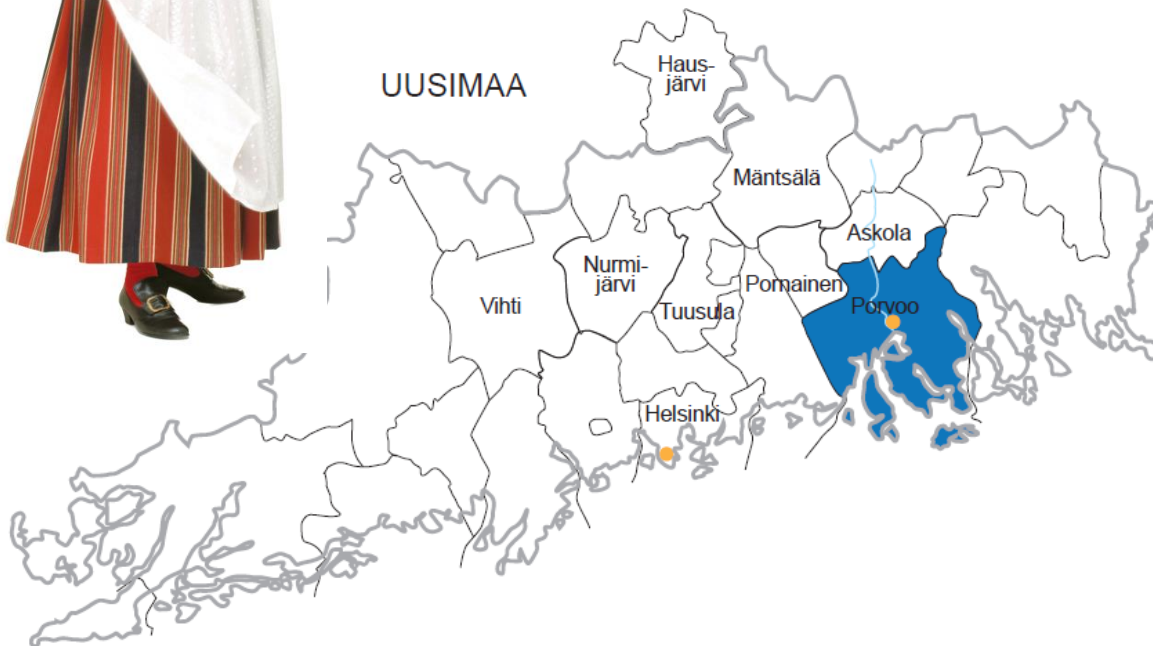 UUSIMAA
Haus-
järvi
Mäntsälä
Askola
Nurmi-
järvi
Pornainen
Vihti
Tuusula
Porvoo
Helsinki